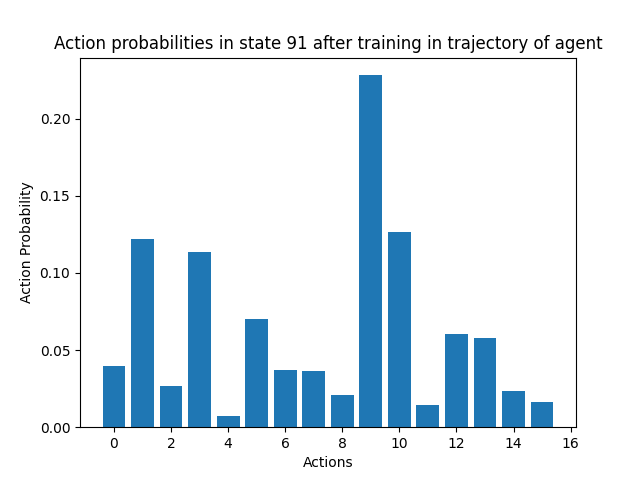 Action probabilities in state 91 after training in trajectory of agent
0.20
0.15
0.10
0.05
0.00
Action Probability
0 2 4 6 8 10 12 14 16
Actions